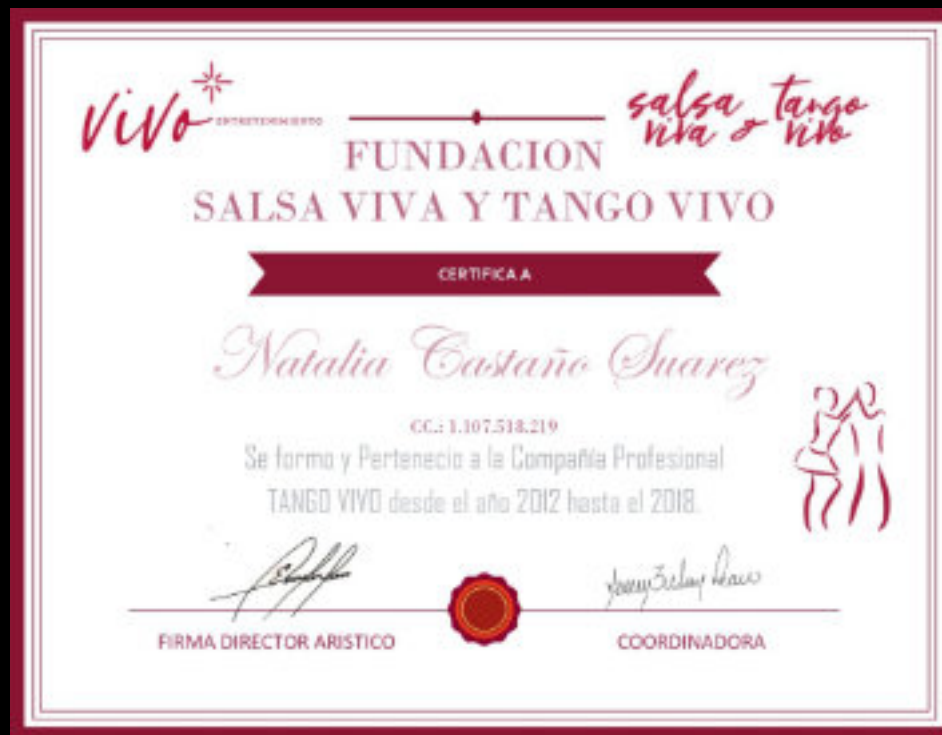 ViVo
ENTRETENIMIENTO
salsa viva & tango vivo
FUNDACION
SALSA VIVA Y TANGO VIVO
CERTIFICA A
Natalia Castaño Suarez
CC.: 1.107.518.219
Se formo y Pertenecio a la Compañia Profesional
TANGO VIVO desde el año 2012 hasta el 2018.
FIRMA DIRECTOR ARISTICO
COORDINADORA